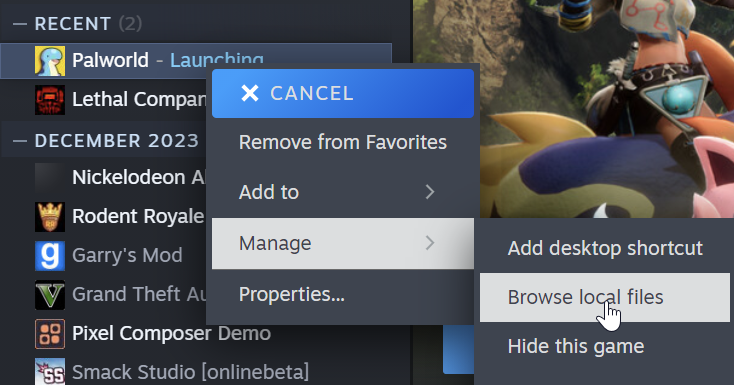 — RECENT (2)
Palworld - Launching
Lethal Compan
— DECEMBER 2023
Nickelodeon Al
Rodent Royale
Garry's Mod
Grand Theft Au
Pixel Composer Demo
Smack Studio [onlinebeta]
CANCEL
Remove from Favorites
Add to
Manage
Properties...
Add desktop shortcut
Browse local files
Hide this game